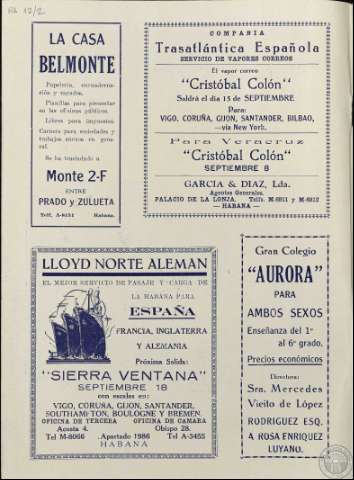 LA CASA
BELMONTE
Papelería, encuaderna-
ción y rayados.
Planillas para presentar
en las oficinas públicas.
Libros para impuestos.
Carnets para sociedades y
trabajos extras en gene-
ral.
Se ha trasladado a
Monte 2-F
ENTRE
PRADO y ZULUETA
Telf. A-8151 Habana.
COMPAÑIA
Trasatlántica Española
SERVICIO DE VAPORES CORREOS
El vapor correo
"Cristóbal Colón"
Saldrá el día 15 de SEPTIEMBRE
Para:
VIGO, CORUÑA, GIJON, SANTANDER, BILBAO,
—vía New York.
Para Veracruz
"Cristóbal Colón"
SEPTIEMBRE 8
GARCIA & DIAZ, Lda.
Agentes Generales.
PALACIO DE LA LONJA. Telfs. M-6811 y M-6812
— HABANA —
LLOYD NORTE ALEMAN
EL MEJOR SERVICIO DE PASAJE Y CARGA DE
LA HABANA PARA
ESPAÑA
FRANCIA, INGLATERRA
Y ALEMANIA
Próxima Salida:
"SIERRA VENTANA"
SEPTIEMBRE 18
con escalas en:
VIGO, CORUÑA, GIJON, SANTANDER,
SOUTHAMTON, BOULOGNE Y BREMEN.
OFICINA DE TERCERA OFICINA DE CAMARA
Acosta 4. Obispo 28.
Tel M-8066 Apartado 1986 Tel A-3455
HABANA
Gran Colegio
"AURORA"
PARA
AMBOS SEXOS
Enseñanza del 1º
al 6º grado.
Precios económicos
Directora:
Sra. Mercedes
Vieito de López
RODRIGUEZ ESQ.
A ROSA ENRIQUEZ
LUYANO.